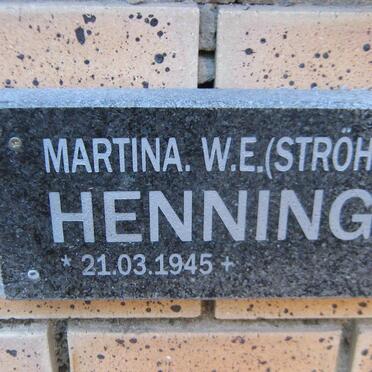 MARTINA. W.E.(STRÖH
HENNING
* 21.03.1945 +